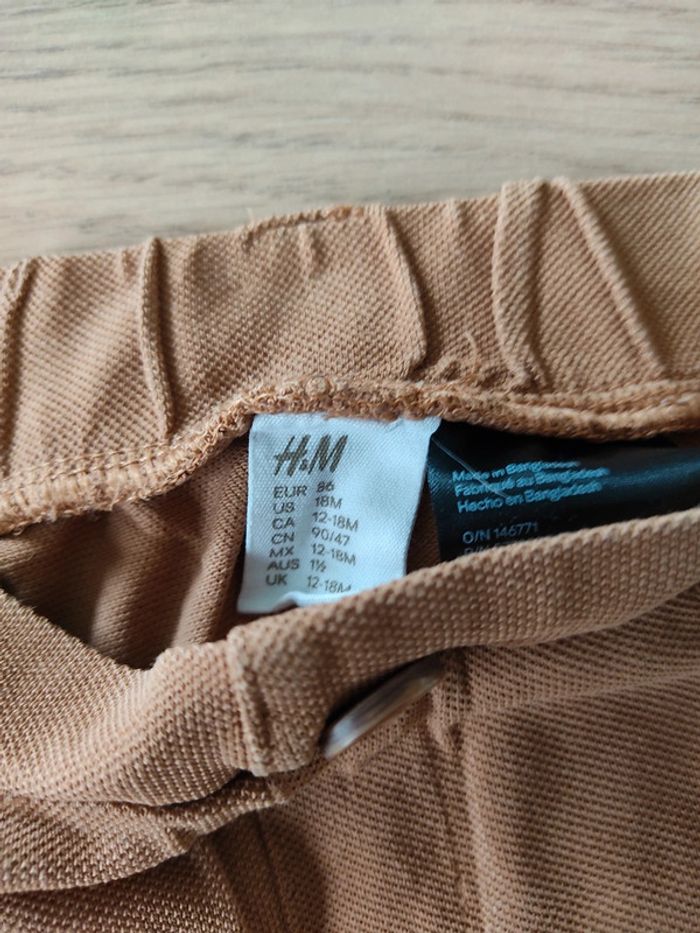 H&M
EUR 86
US 18M
CA 12-18M
CN 90/47
MX 12-18M
AUS 1½
UK 12-18M
Made in Bangladesh
Fabriqué au Bangladesh
Hecho en Bangladesh
O/N 146771